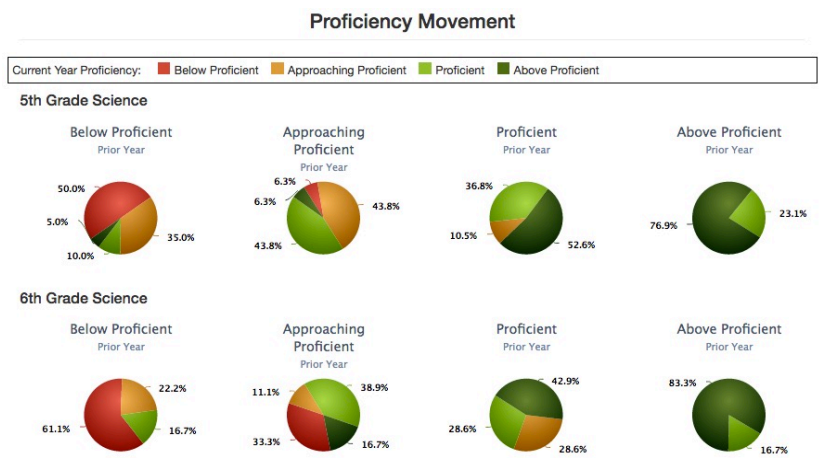 Proficiency Movement
Current Year Proficiency: Below Proficient Approaching Proficient Proficient Above Proficient
5th Grade Science
Below Proficient
Prior Year
50.0%
5.0%
10.0%
35.0%
Approaching
Proficient
Prior Year
6.3%
6.3%
43.8%
43.8%
Proficient
Prior Year
36.8%
10.5%
52.6%
Above Proficient
Prior Year
76.9%
23.1%
6th Grade Science
Below Proficient
Prior Year
22.2%
61.1%
16.7%
Approaching
Proficient
Prior Year
11.1%
38.9%
33.3%
16.7%
Proficient
Prior Year
42.9%
28.6%
28.6%
Above Proficient
Prior Year
83.3%
16.7%